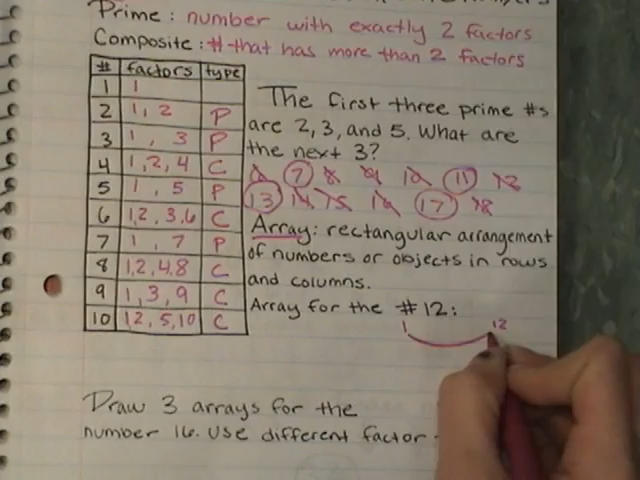 Prime: number with exactly 2 factors
Composite: # that has more than 2 factors
# factors type
1 1
2 1, 2 P
3 1, 3 P
4 1,2,4 C
5 1, 5 P
6 1,2,3,6 C
7 1, 7 P
8 1,2,4,8 C
9 1,3,9 C
10 12,5,10 C
The first three prime #s
are 2, 3, and 5. What are
the next 3?
6 7 8 9 10 11 12
13 14 15 16 17 18
Array: rectangular arrangement
of numbers or objects in rows
and columns.
Array for the #12:
1 12
Draw 3 arrays for the
number 16. Use different factor